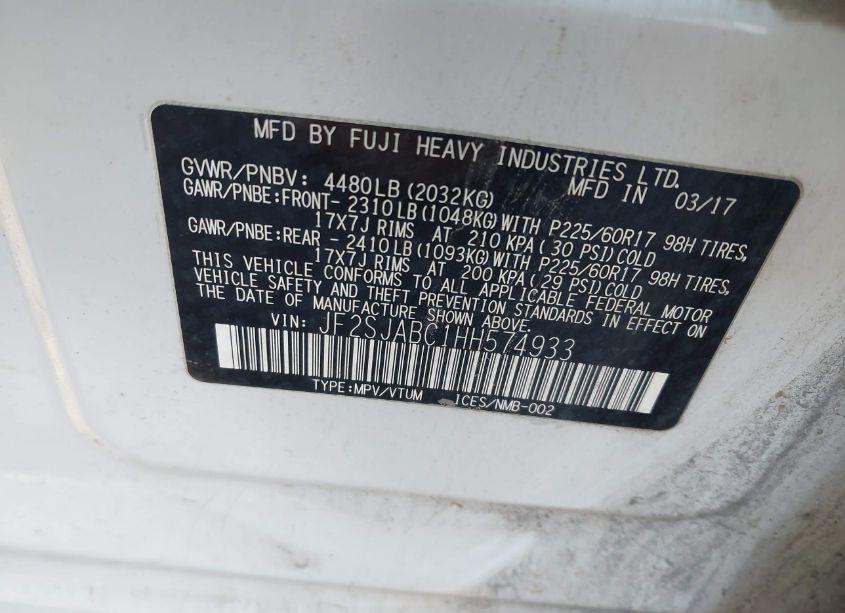 MFD BY FUJI HEAVY INDUSTRIES LTD.
GVWR/PNBV: 4480LB (2032KG) MFD IN 03/17
GAWR/PNBE:FRONT- 2310LB (1048KG)WITH P225/60R17 98H TIRES,
17X7J RIMS AT 210 KPA(30 PSI)COLD
GAWR/PNBE:REAR - 2410LB (1093KG)WITH P225/60R17 98H TIRES,
17X7J RIMS AT 200 KPA(29 PSI)COLD
THIS VEHICLE CONFORMS TO ALL APPLICABLE FEDERAL MOTOR
VEHICLE SAFETY AND THEFT PREVENTION STANDARDS IN EFFECT ON
THE DATE OF MANUFACTURE SHOWN ABOVE.
VIN: JF2SJABC1HH574933
TYPE:MPV/VTUM ICES/NMB-002